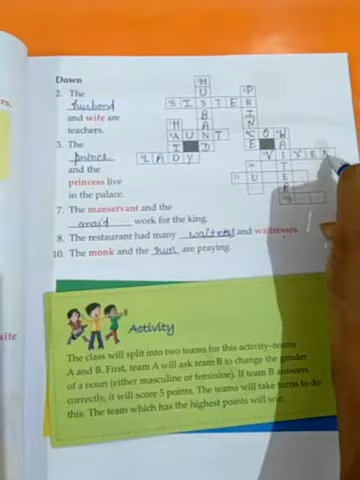 Down
2. The
husband
and wife are
teachers.
3. The
prince
and the
princess live
in the palace.
7. The manservant and the
maid work for the king.
8. The restaurant had many waiters and waitresses.
10. The monk and the nun are praying.
H
U
SISTER
B
AUNT
D
P
R
I
N
C O W
E
M
I
LADY
VIXEN
Activity
The class will split into two teams for this activity–teams
A and B. First, team A will ask team B to change the gender
of a noun (either masculine or feminine). If team B answers
correctly, it will score 5 points. The teams will take turns to do
this. The team which has the highest points will win.
site
rs.